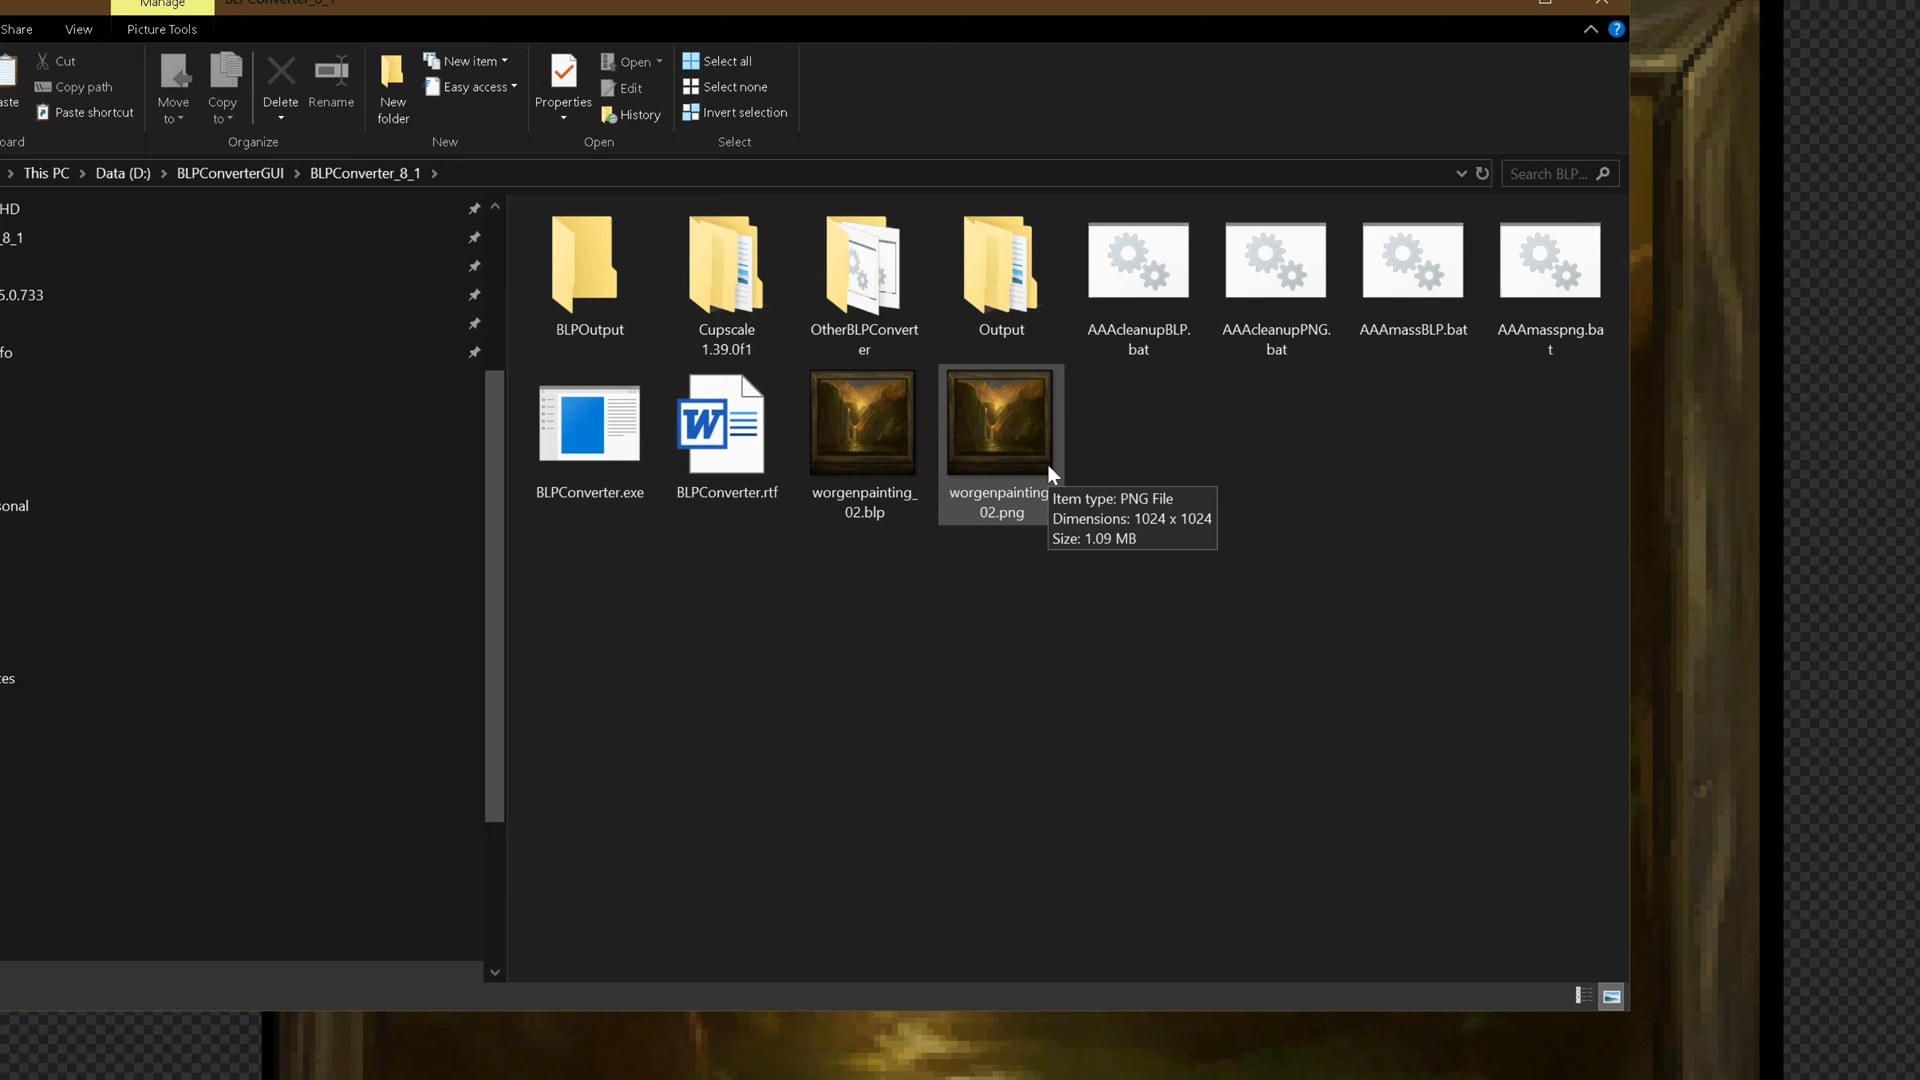 Manage
BLPConverter_8_1
Share
View
Picture Tools
Cut
Copy path
Paste shortcut
aste
Move
to
Copy
to
Delete
Rename
New
folder
New item
Easy access
Properties
Open
Edit
History
Select all
Select none
Invert selection
oard
Organize
New
Open
Select
This PC
Data (D:)
BLPConverterGUI
BLPConverter_8_1
Search BLP...
HD
_8_1
5.0.733
fo
sonal
tes
BLPOutput
Cupscale
1.39.0f1
OtherBLPConvert
er
Output
AAAcleanupBLP.
bat
AAAcleanupPNG.
bat
AAAmassBLP.bat
AAAmasspng.ba
t
BLPConverter.exe
BLPConverter.rtf
worgenpainting_
02.blp
worgenpainting
02.png
Item type: PNG File
Dimensions: 1024 x 1024
Size: 1.09 MB